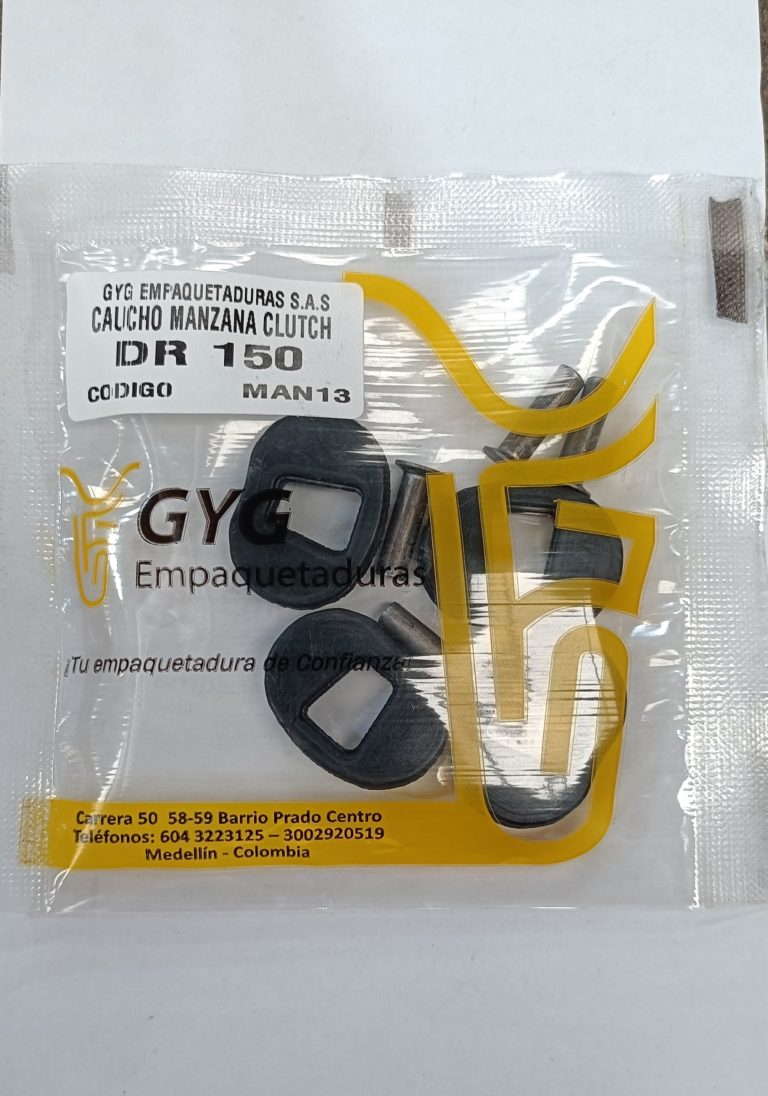 GYG EMPAQUETADURAS S.A.S
CAUCHO MANZANA CLUTCH
DR 150
CODIGO MAN13
GYG
Empaquetaduras
¡Tu empaquetadura de Confianza!
Carrera 50 58-59 Barrio Prado Centro
Teléfonos: 604 3223125 – 3002920519
Medellín - Colombia